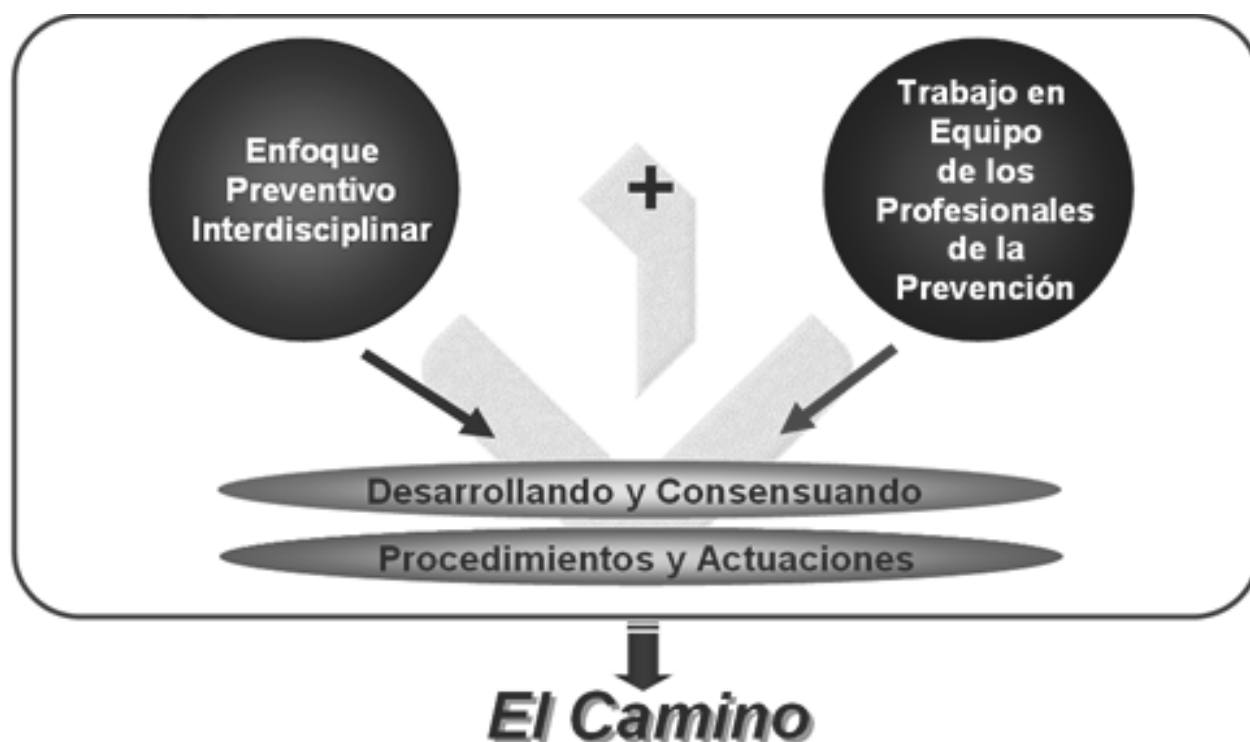 Enfoque
Preventivo
Interdisciplinar
+
Trabajo en
Equipo
de los
Profesionales
de la
Prevención
Desarrollando y Consensuando
Procedimientos y Actuaciones
El Camino